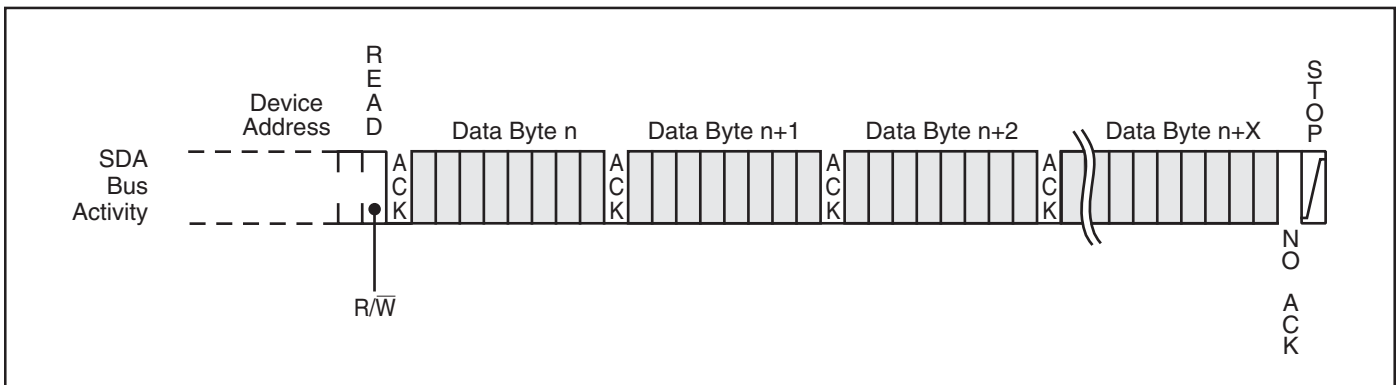 READ
STOP
Device
Address
Data Byte n
Data Byte n+1
Data Byte n+2
Data Byte n+X
SDA
Bus
Activity
ACK
ACK
ACK
ACK
R/W̅
NO ACK